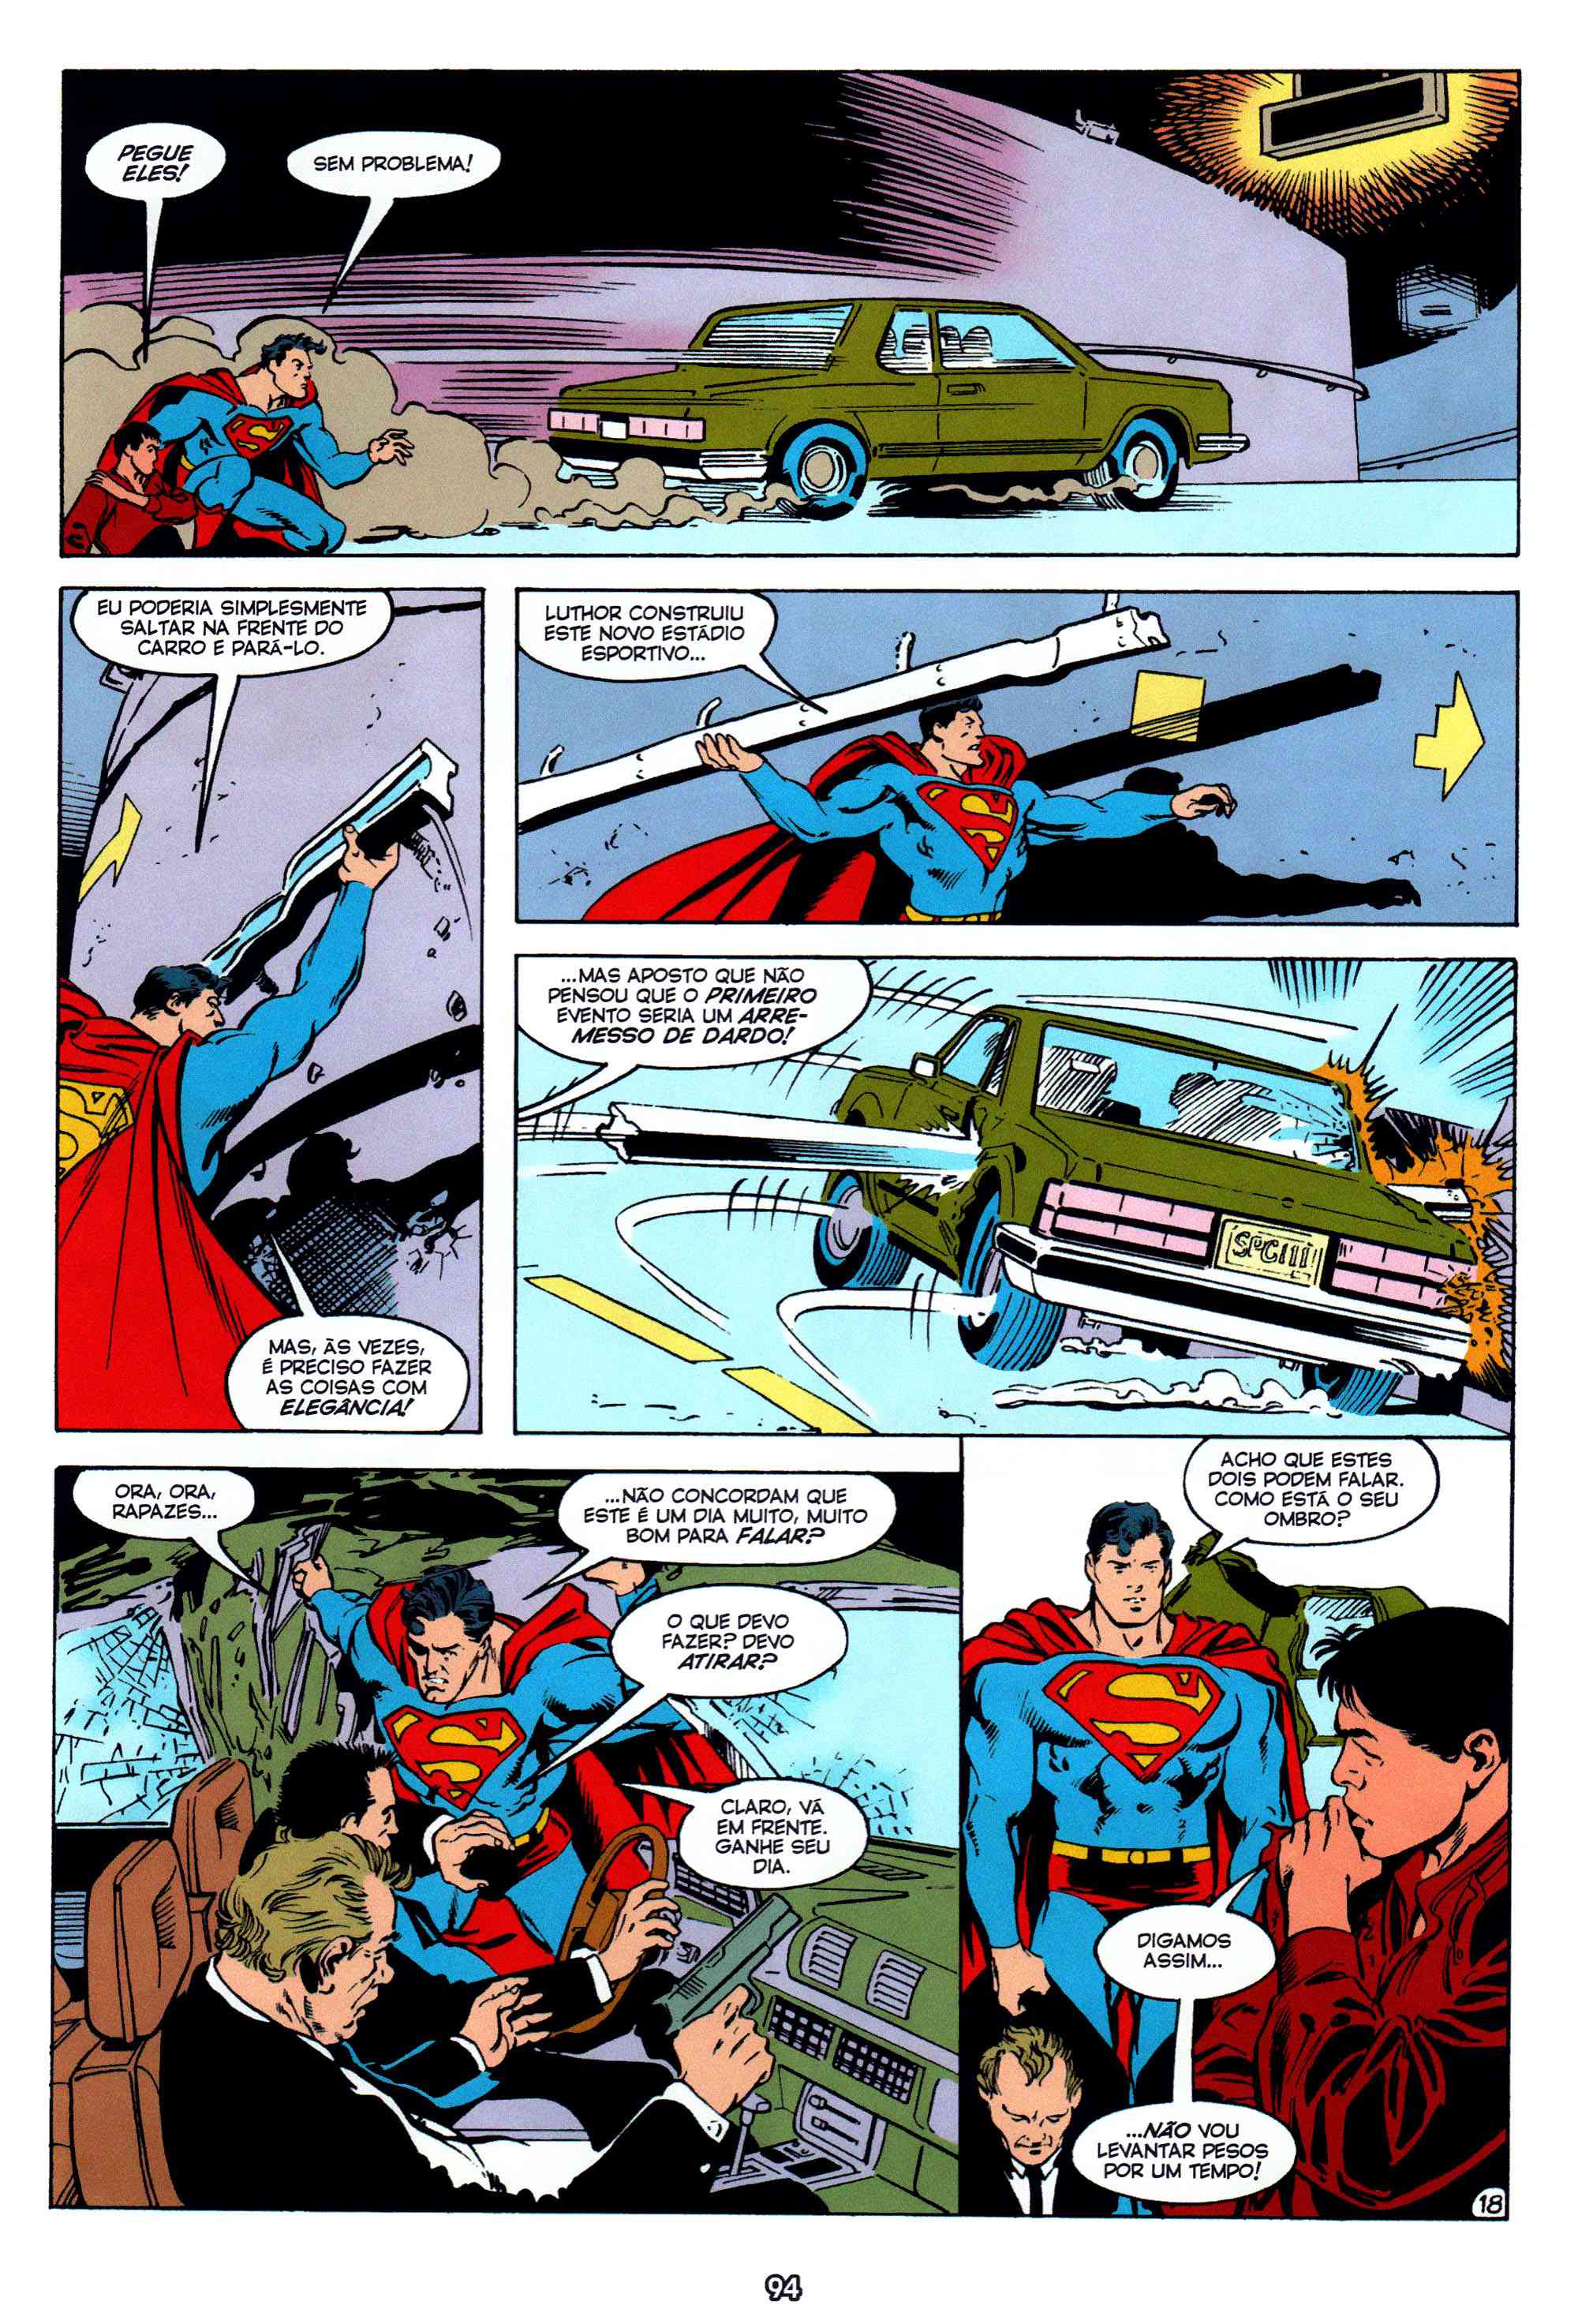 PEGUE
ELES!
SEM PROBLEMA!
EU PODERIA SIMPLESMENTE
SALTAR NA FRENTE DO
CARRO E PARÁ-LO.
MAS, ÀS VEZES,
É PRECISO FAZER
AS COISAS COM
ELEGÂNCIA!
LUTHOR CONSTRUIU
ESTE NOVO ESTÁDIO
ESPORTIVO...
...MAS APOSTO QUE NÃO
PENSOU QUE O PRIMEIRO
EVENTO SERIA UM ARRE-
MESSO DE DARDO!
SPC111
ORA, ORA,
RAPAZES...
...NÃO CONCORDAM QUE
ESTE É UM DIA MUITO, MUITO
BOM PARA FALAR?
O QUE DEVO
FAZER? DEVO
ATIRAR?
CLARO, VÁ
EM FRENTE.
GANHE SEU
DIA.
ACHO QUE ESTES
DOIS PODEM FALAR.
COMO ESTÁ O SEU
OMBRO?
DIGAMOS
ASSIM...
...NÃO VOU
LEVANTAR PESOS
POR UM TEMPO!
18
94